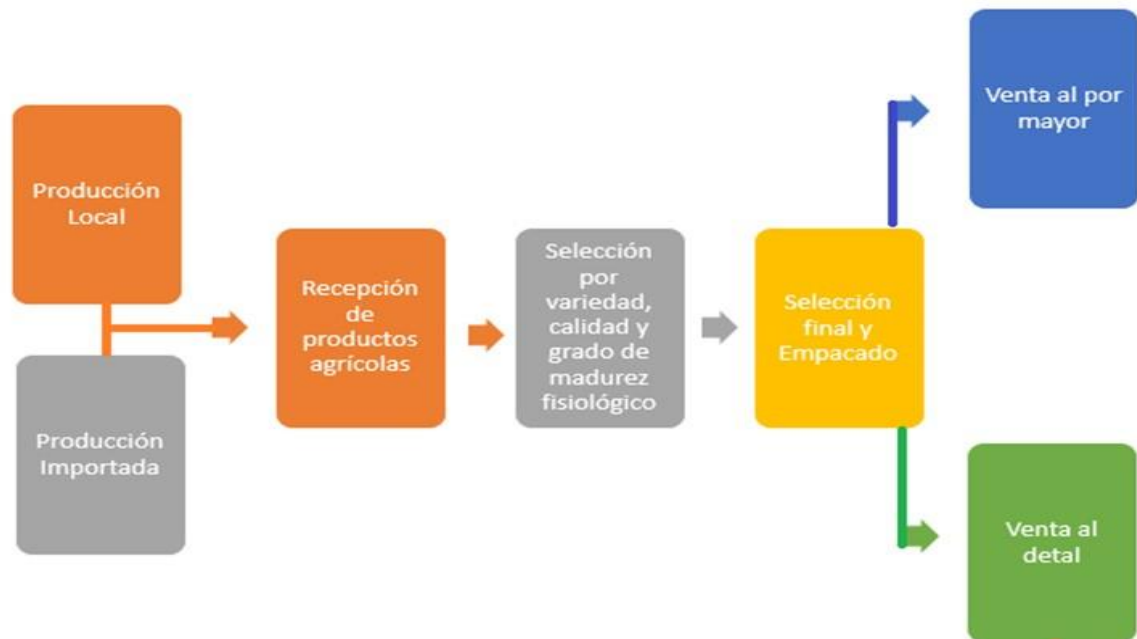 Producción
Local
Producción
Importada
Recepción
de
productos
agrícolas
Selección
por
variedad,
calidad y
grado de
madurez
fisiológico
Selección
final y
Empacado
Venta al por
mayor
Venta al
detal